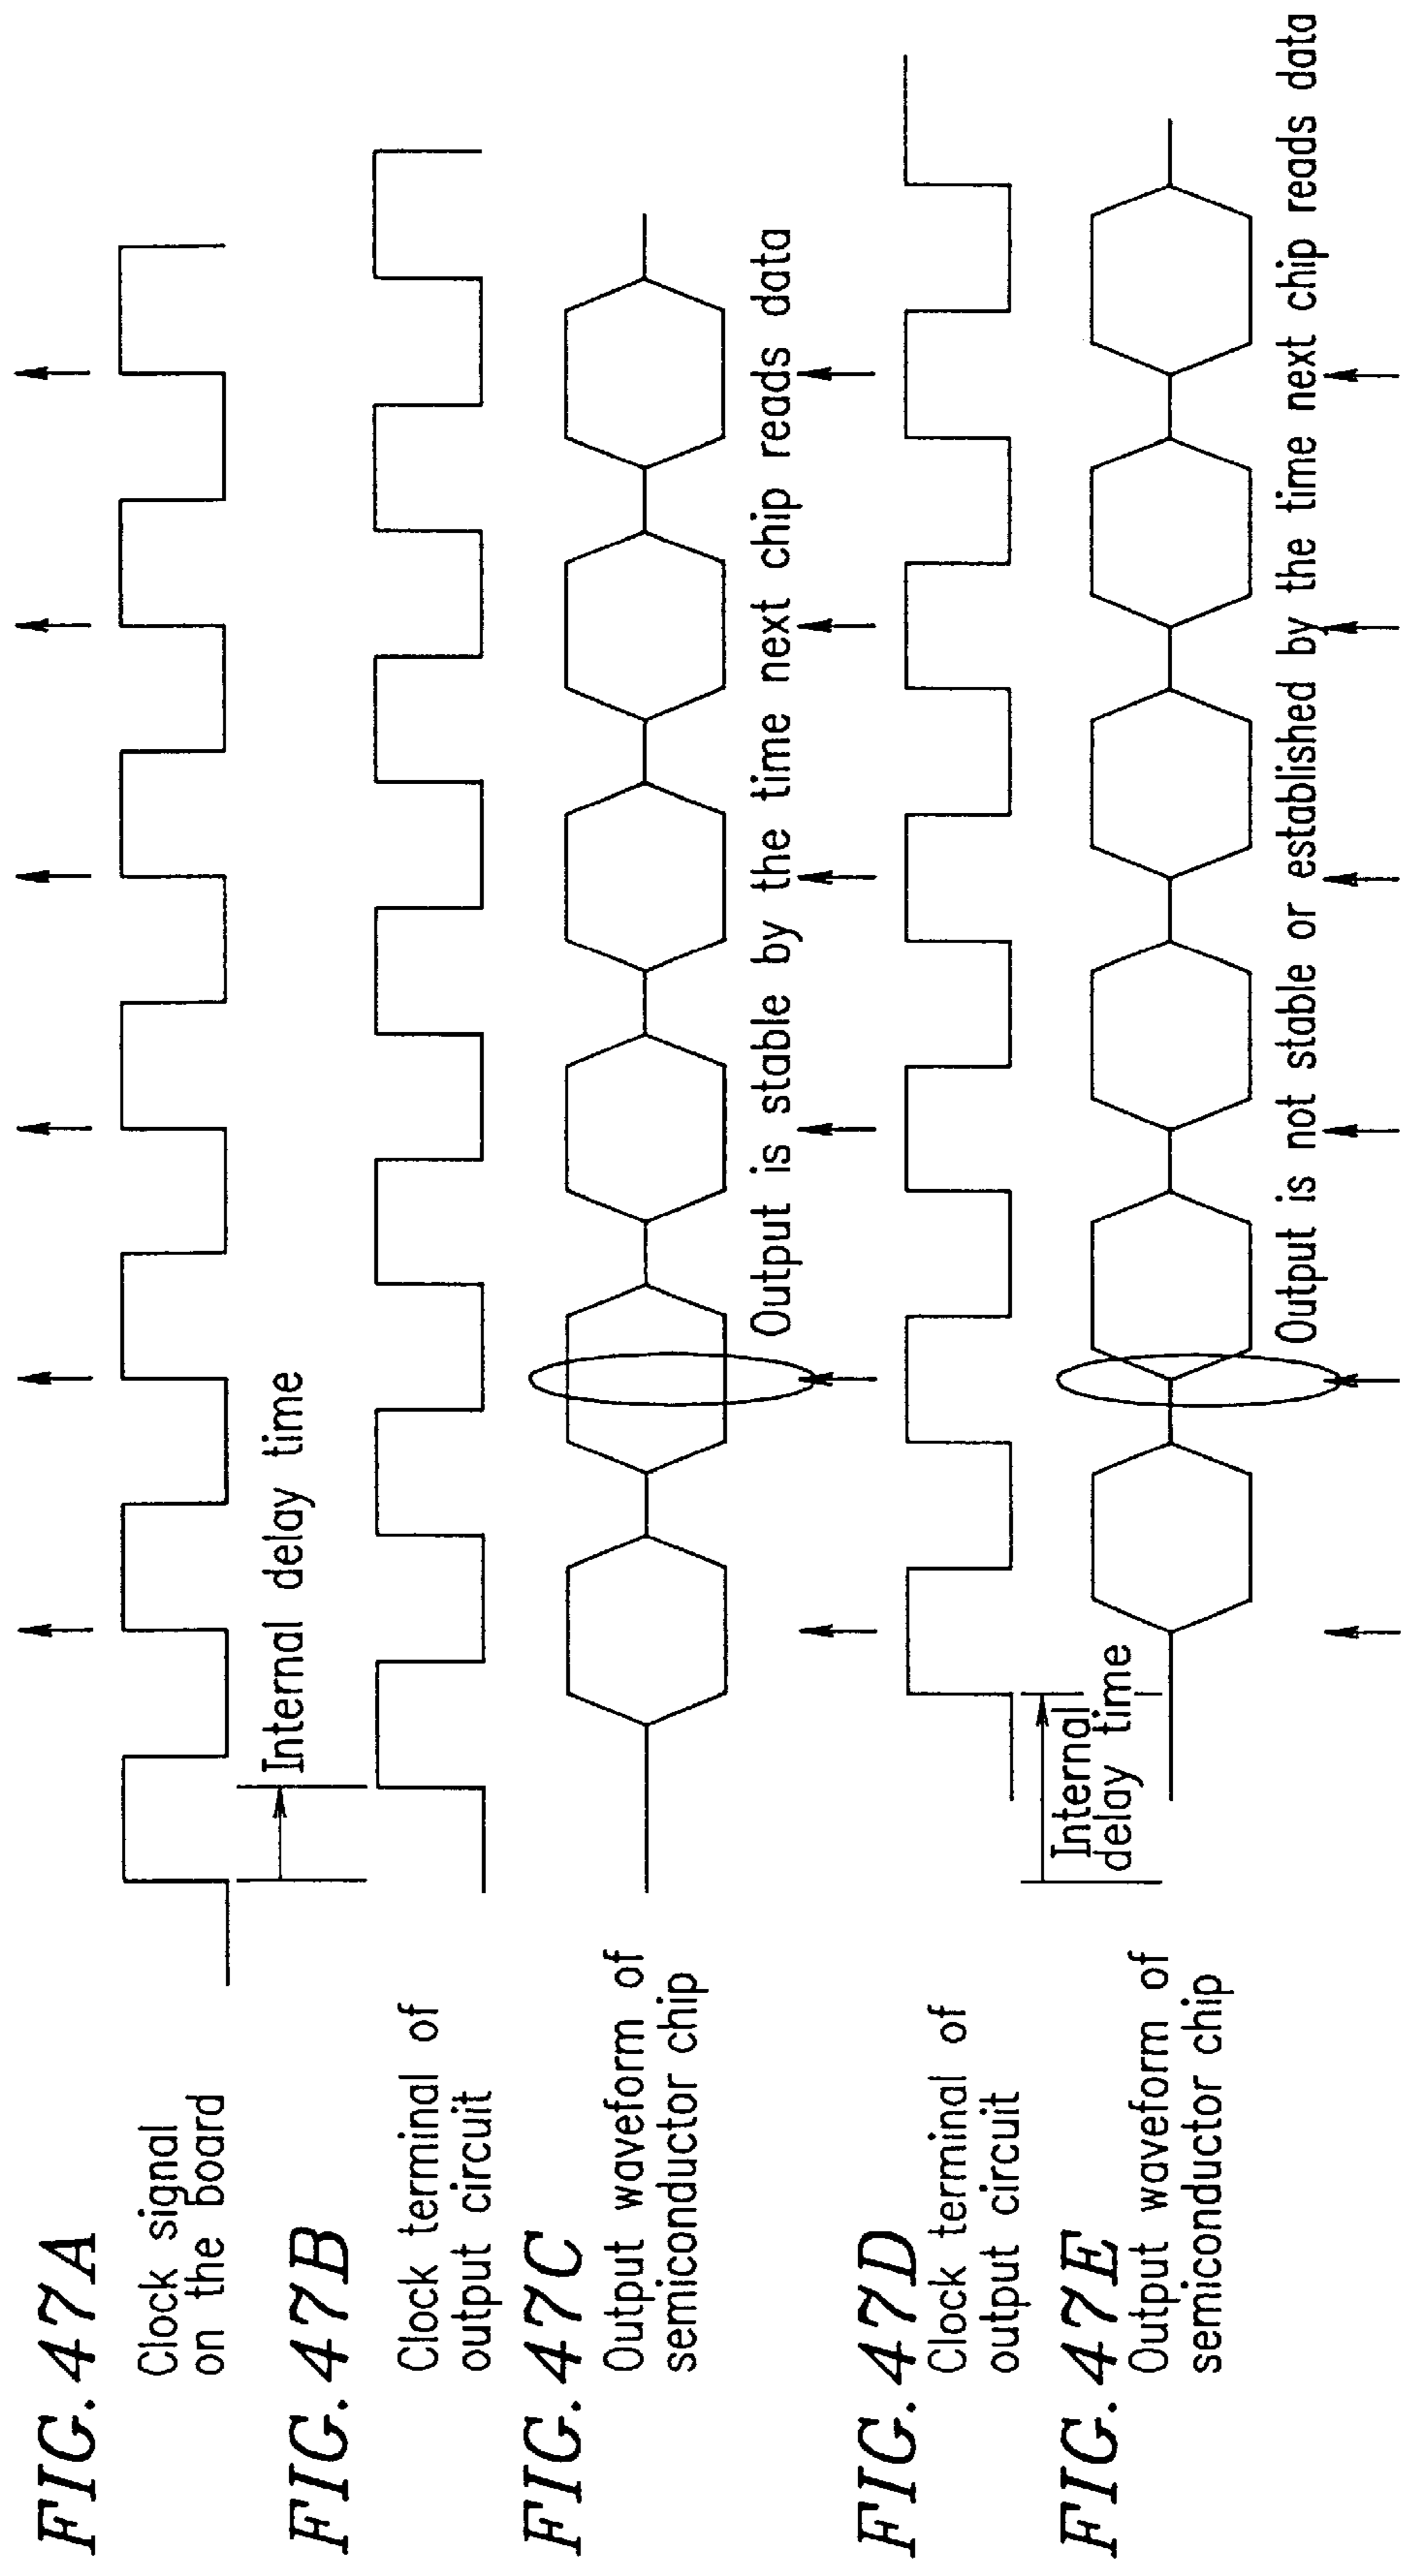 FIG. 47A
Clock signal
on the board
Internal delay time
FIG. 47B
Clock terminal of
output circuit
FIG. 47C
Output waveform of
semiconductor chip
Output is stable by the time next chip reads data
FIG. 47D
Clock terminal of
output circuit
Internal
delay time
FIG. 47E
Output waveform of
semiconductor chip
Output is not stable or established by the time next chip reads data